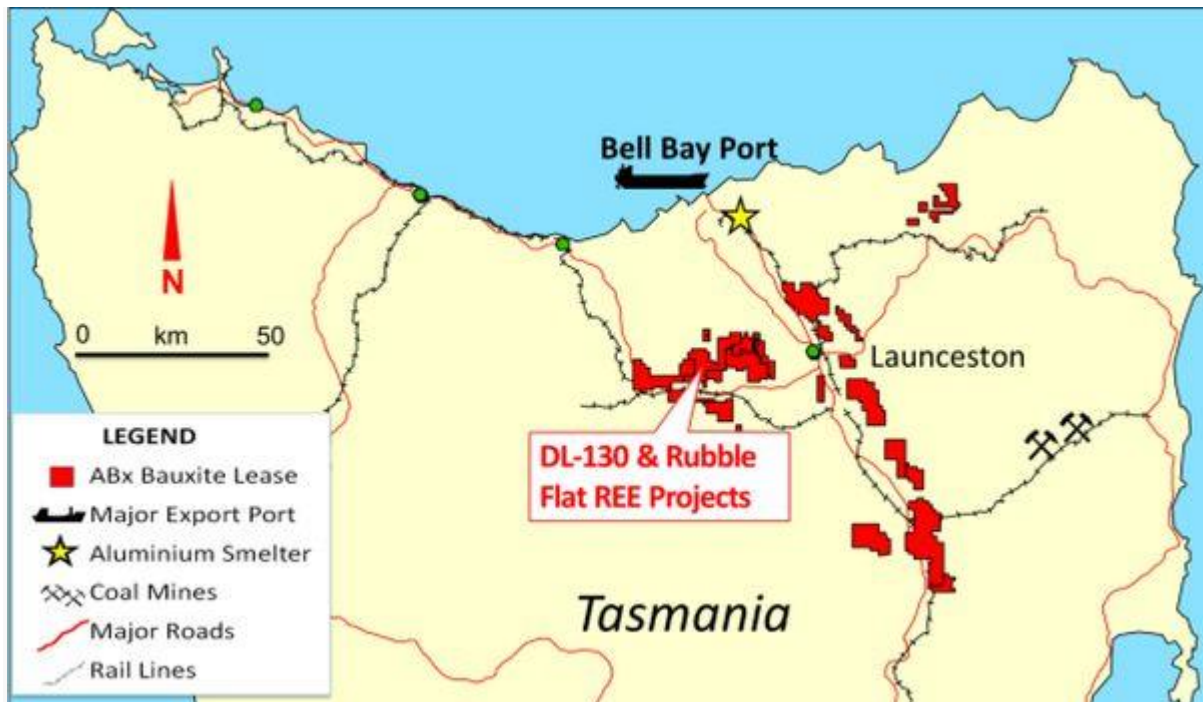 Bell Bay Port
N
0 km 50
Launceston
DL-130 & Rubble
Flat REE Projects
Tasmania
LEGEND
ABx Bauxite Lease
Major Export Port
Aluminium Smelter
Coal Mines
Major Roads
Rail Lines